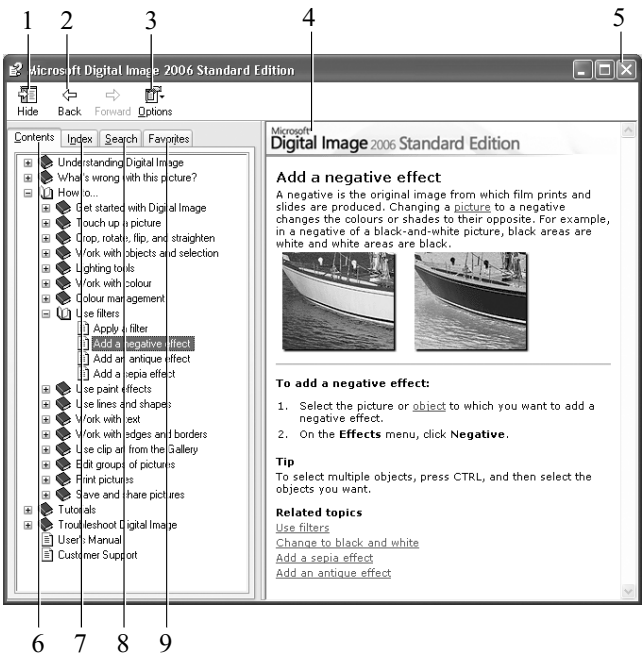 1 2 3 4 5
Microsoft Digital Image 2006 Standard Edition
Hide Back Forward Options
Contents Index Search Favorites
Understanding Digital Image
What's wrong with this picture?
How to...
Get started with Digital Image
Touch up a picture
Crop, rotate, flip, and straighten
Work with objects and selection
Lighting tools
Work with colour
Colour management
Use filters
Apply a filter
Add a negative effect
Add an antique effect
Add a sepia effect
Use paint effects
Use lines and shapes
Work with text
Work with edges and borders
Use clip art from the Gallery
Edit groups of pictures
Print pictures
Save and share pictures
Tutorials
Troubleshoot Digital Image
User's Manual
Customer Support
Microsoft
Digital Image 2006 Standard Edition
Add a negative effect
A negative is the original image from which film prints and
slides are produced. Changing a picture to a negative
changes the colours or shades to their opposite. For example,
in a negative of a black-and-white picture, black areas are
white and white areas are black.
To add a negative effect:
1. Select the picture or object to which you want to add a
negative effect.
2. On the Effects menu, click Negative.
Tip
To select multiple objects, press CTRL, and then select the
objects you want.
Related topics
Use filters
Change to black and white
Add a sepia effect
Add an antique effect
6 7 8 9